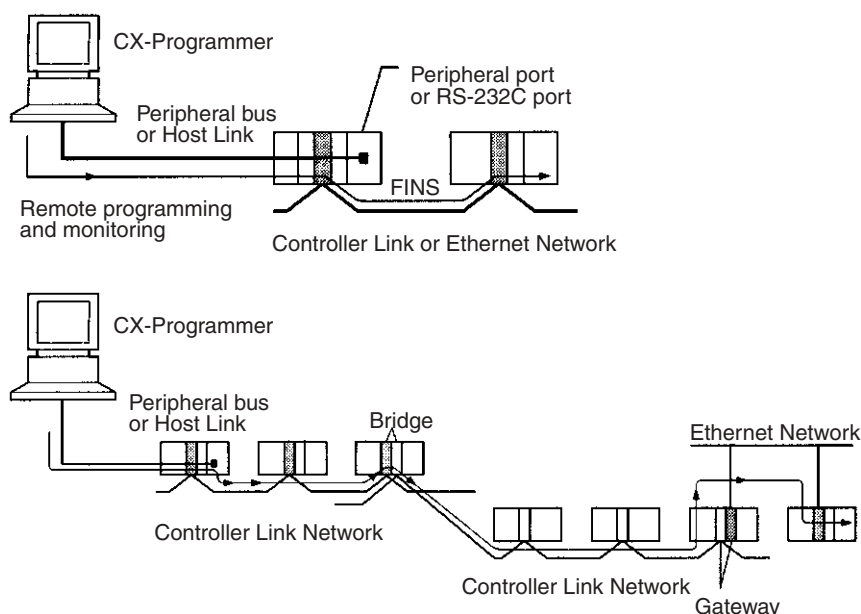 CX-Programmer
Peripheral port
or RS-232C port
Peripheral bus
or Host Link
FINS
Remote programming
and monitoring
Controller Link or Ethernet Network
CX-Programmer
Peripheral bus
or Host Link
Bridge
Ethernet Network
Controller Link Network
Controller Link Network
Gateway